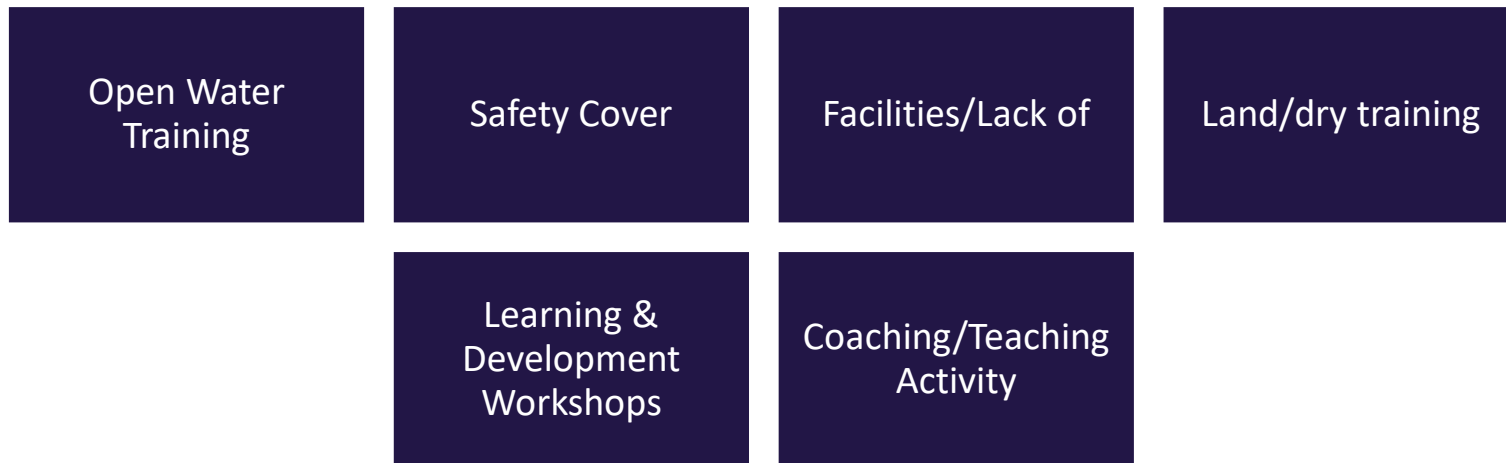 Open Water
Training
Safety Cover
Facilities/Lack of
Land/dry training
Learning &
Development
Workshops
Coaching/Teaching
Activity